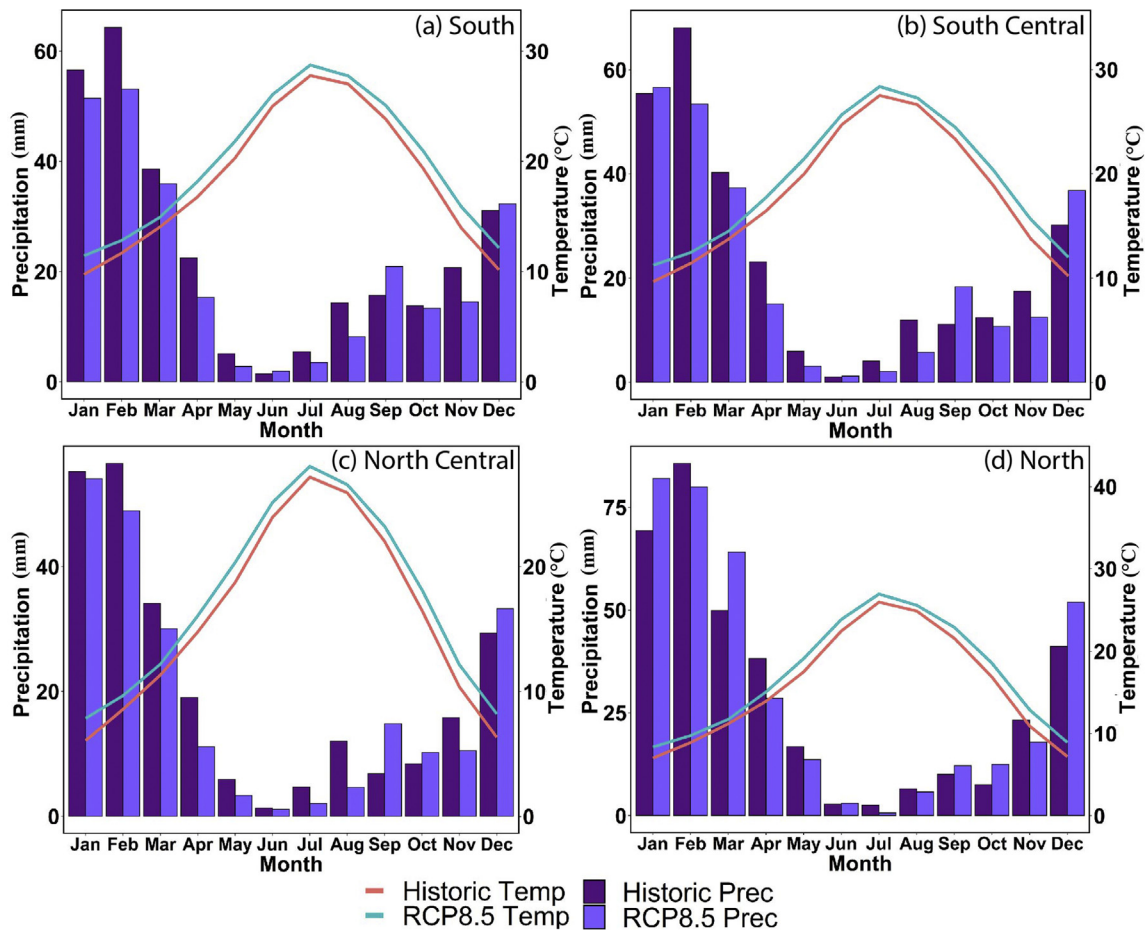 (a) South
60
40
20
0
Precipitation (mm)
30
20
10
0
Temperature (°C)
Jan Feb Mar Apr May Jun Jul Aug Sep Oct Nov Dec
Month
(b) South Central
60
40
20
0
Precipitation (mm)
30
20
10
0
Temperature (°C)
Jan Feb Mar Apr May Jun Jul Aug Sep Oct Nov Dec
Month
(c) North Central
40
20
0
Precipitation (mm)
20
10
0
Temperature (°C)
Jan Feb Mar Apr May Jun Jul Aug Sep Oct Nov Dec
Month
(d) North
75
50
25
0
Precipitation (mm)
40
30
20
10
0
Temperature (°C)
Jan Feb Mar Apr May Jun Jul Aug Sep Oct Nov Dec
Month
Historic Temp
RCP8.5 Temp
Historic Prec
RCP8.5 Prec